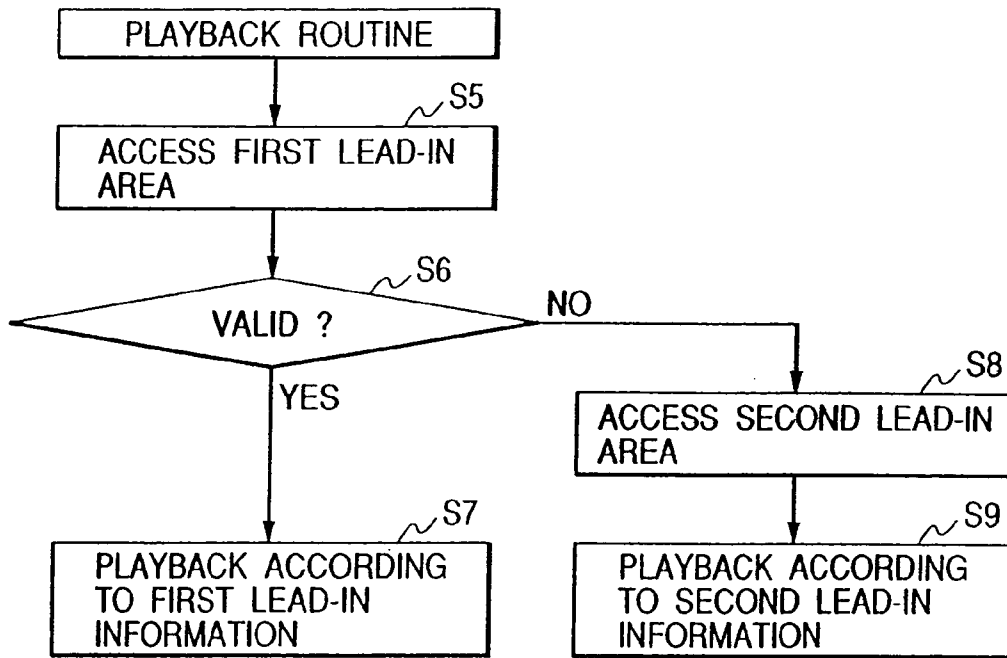 PLAYBACK ROUTINE
S5
ACCESS FIRST LEAD-IN
AREA
S6
VALID ?
NO
YES
S8
ACCESS SECOND LEAD-IN
AREA
S7
PLAYBACK ACCORDING
TO FIRST LEAD-IN
INFORMATION
S9
PLAYBACK ACCORDING
TO SECOND LEAD-IN
INFORMATION